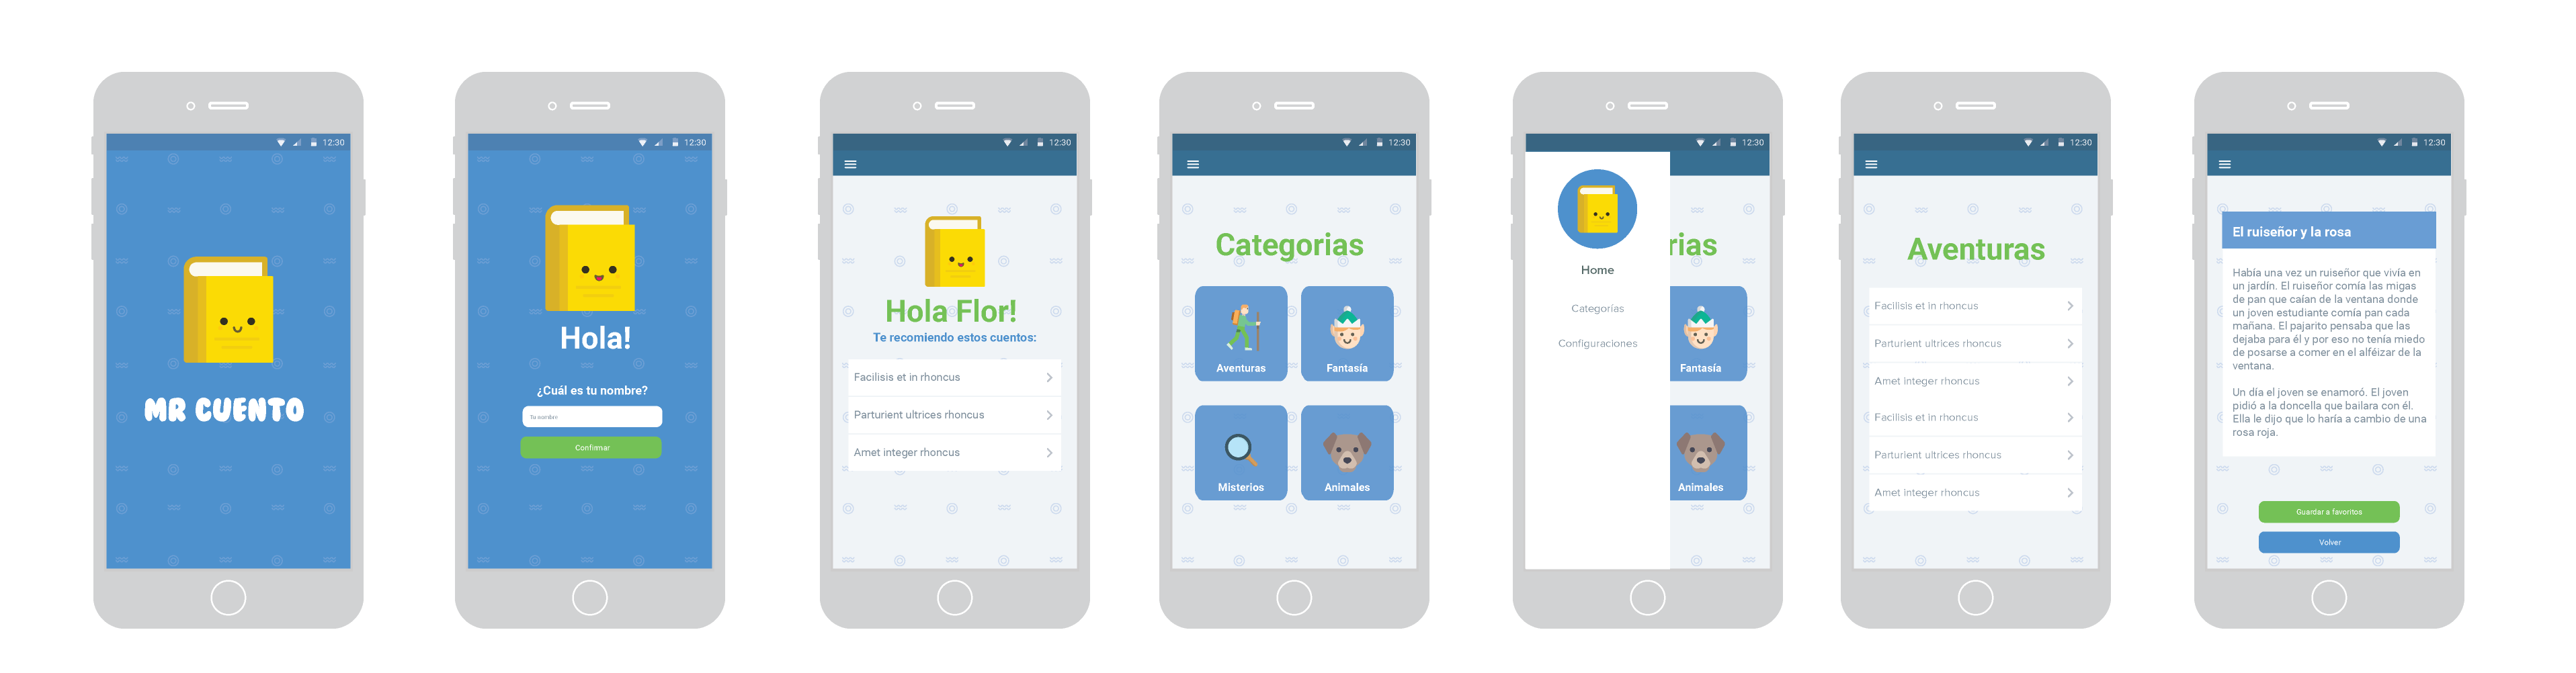 12:30
MR CUENTO
12:30
Hola!
¿Cuál es tu nombre?
Tu nombre
Confirmar
12:30
Hola Flor!
Te recomiendo estos cuentos:
Facilisis et in rhoncus
Parturient ultrices rhoncus
Amet integer rhoncus
12:30
Categorias
Aventuras
Fantasía
Misterios
Animales
12:30
Home
Categorías
Configuraciones
rias
Fantasía
Animales
12:30
Aventuras
Facilisis et in rhoncus
Parturient ultrices rhoncus
Amet integer rhoncus
Facilisis et in rhoncus
Parturient ultrices rhoncus
Amet integer rhoncus
12:30
El ruiseñor y la rosa
Había una vez un ruiseñor que vivía en
un jardín. El ruiseñor comía las migas
de pan que caían de la ventana donde
un joven estudiante comía pan cada
mañana. El pajarito pensaba que las
dejaba para él y por eso no tenía miedo
de posarse a comer en el alféizar de la
ventana.
Un día el joven se enamoró. El joven
pidió a la doncella que bailara con él.
Ella le dijo que lo haría a cambio de una
rosa roja.
Guardar a favoritos
Volver